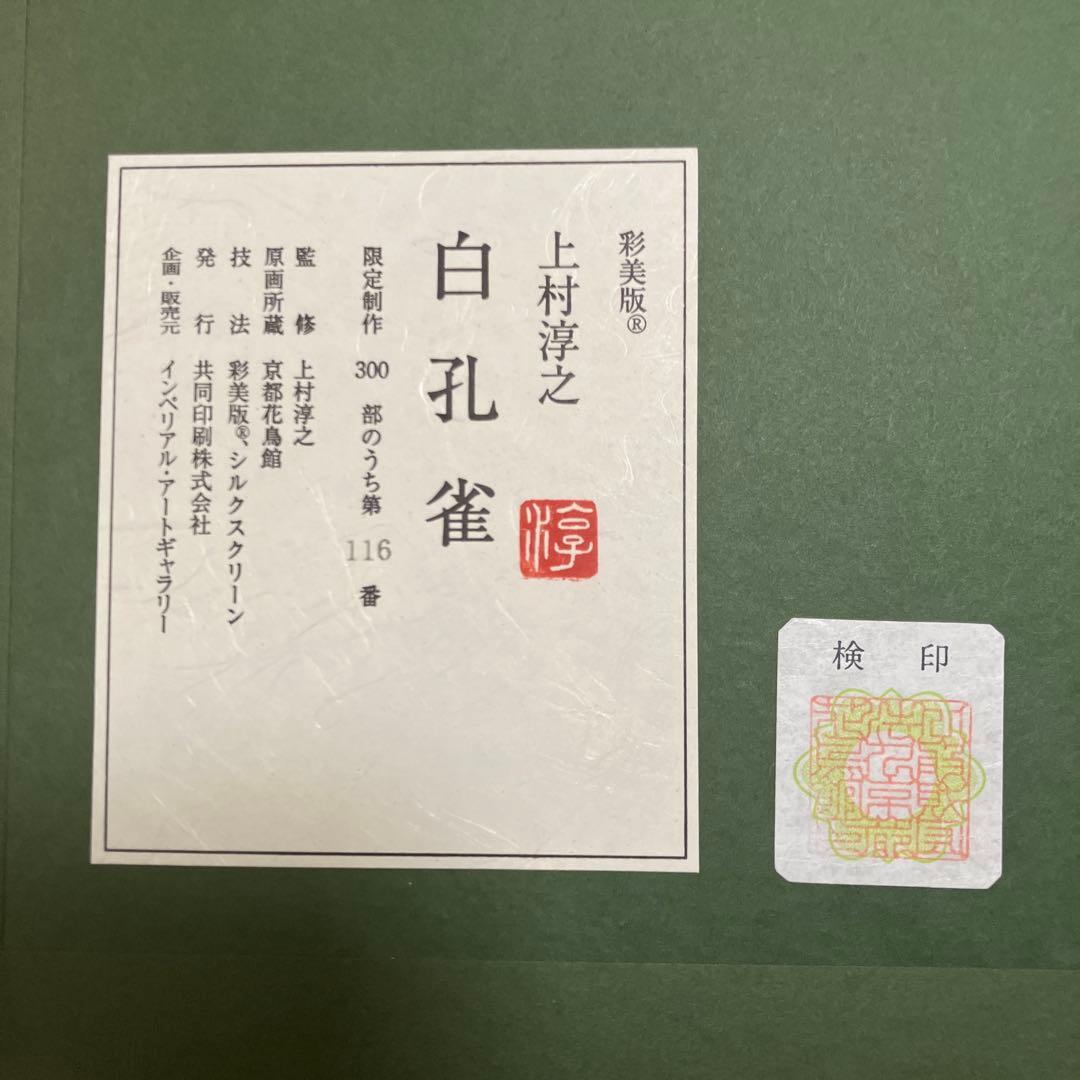 彩美版®
上村淳之
淳
白孔雀
限定制作 300 部のうち第 116 番
監修 上村淳之
原画所蔵 京都花鳥館
技法 彩美版®、シルクスクリーン
発行 共同印刷株式会社
企画・販売元 インペリアル・アートギャラリー
検印